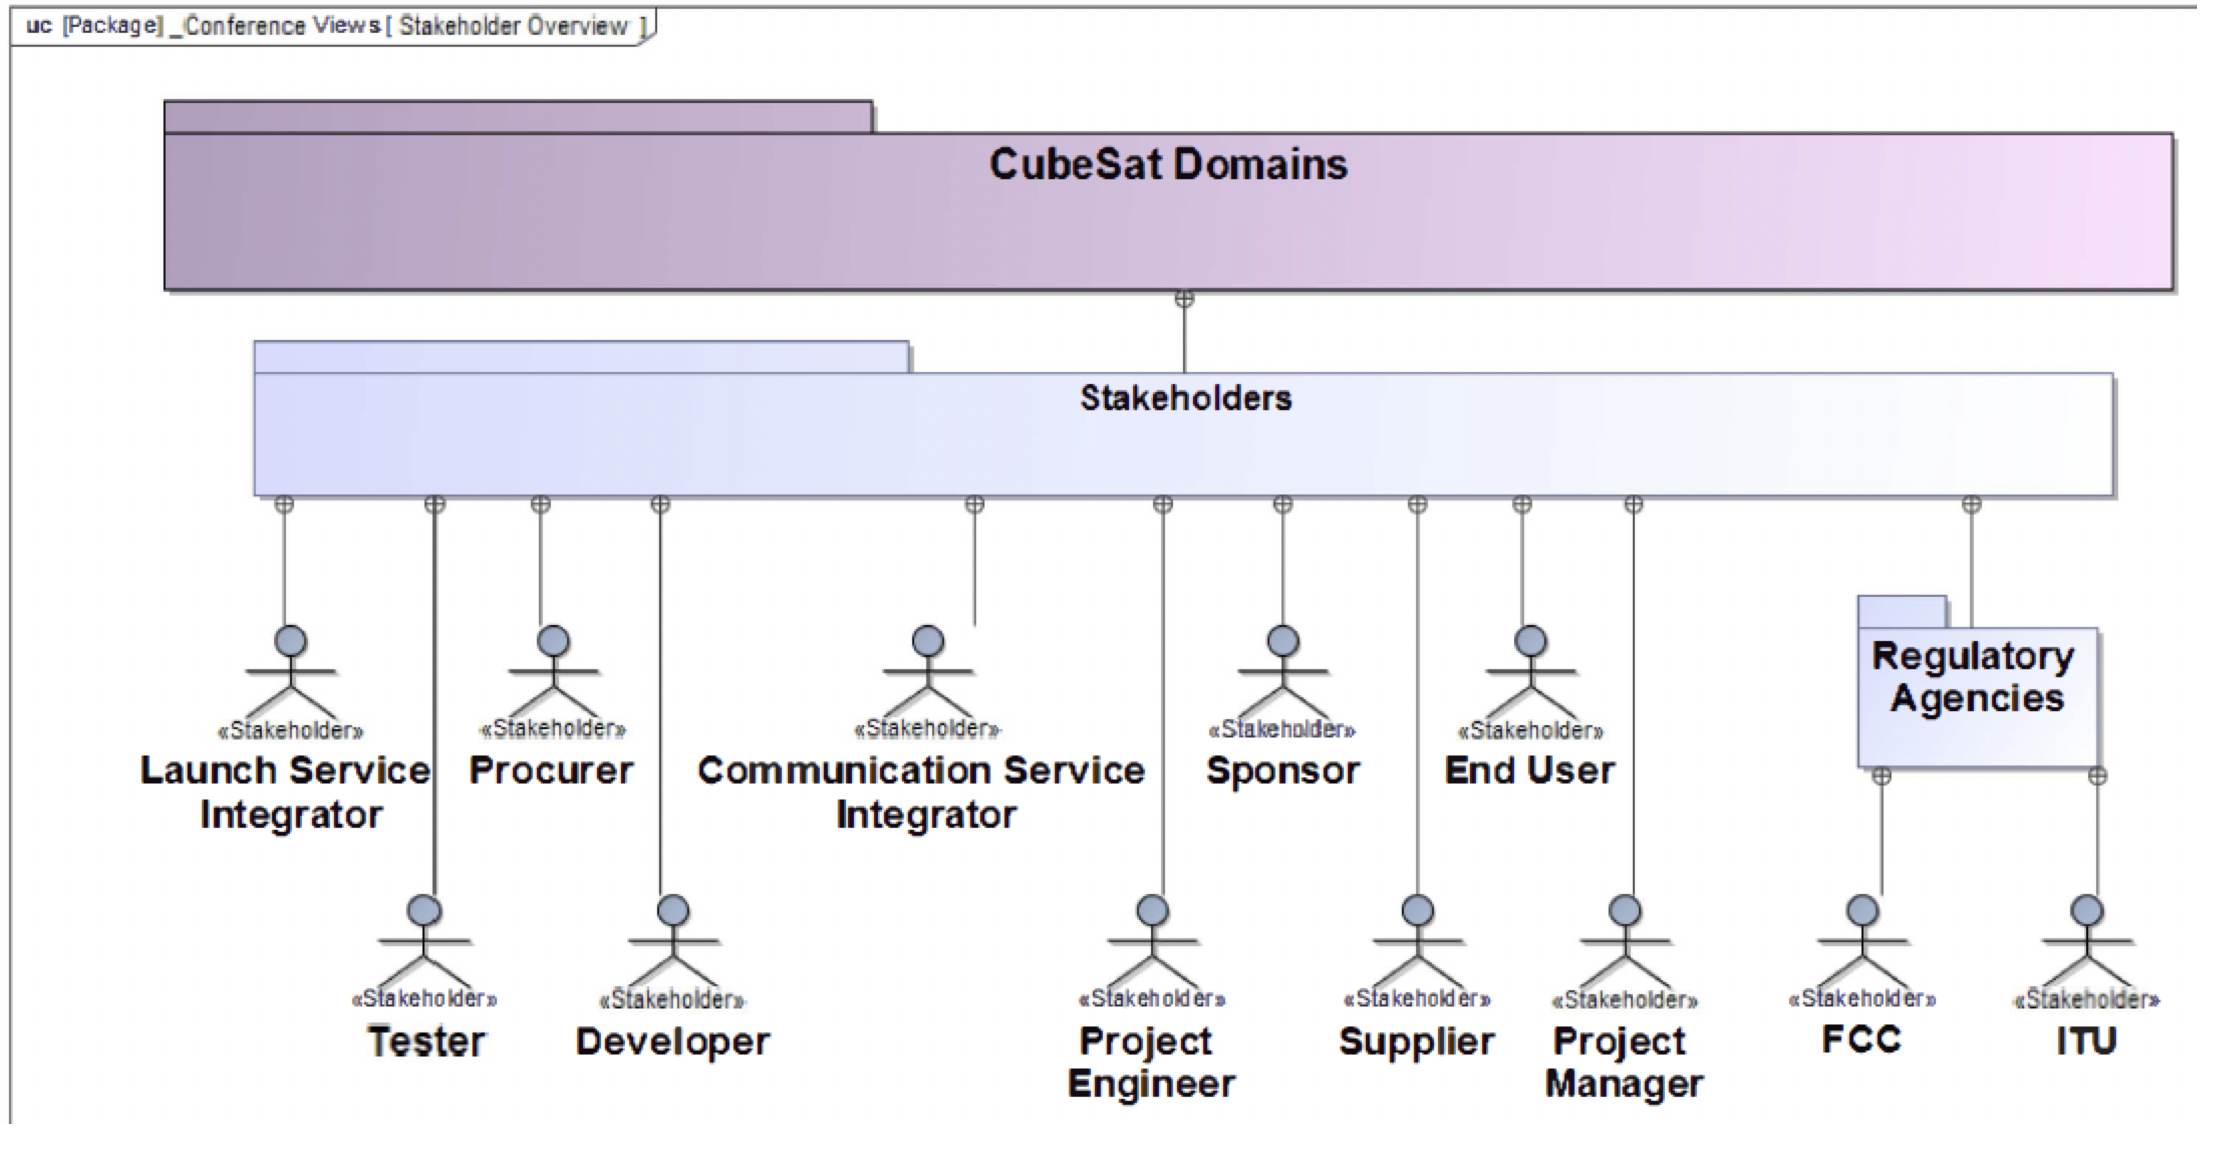 uc [Package] _Conference Views [ Stakeholder Overview ]
CubeSat Domains
Stakeholders
Regulatory
Agencies
«Stakeholder»
Launch Service
Integrator
«Stakeholder»
Procurer
«Stakeholder»
Communication Service
Integrator
«Stakeholder»
Sponsor
«Stakeholder»
End User
«Stakeholder»
Tester
«Stakeholder»
Developer
«Stakeholder»
Project
Engineer
«Stakeholder»
Supplier
«Stakeholder»
Project
Manager
«Stakeholder»
FCC
«Stakeholder»
ITU